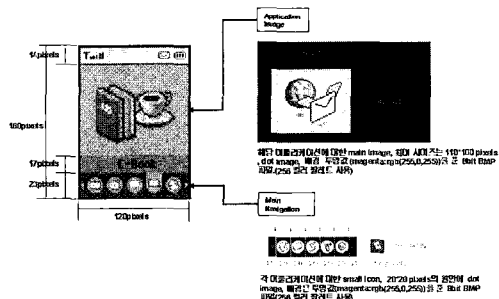 Application
Image
14pixels
160pixels
17pixels
23pixels
120pixels
E-Book
해당 어플리케이션에 대한 main image, 최대 사이즈는 110*100 pixels
, dot image, 배경 투명값(magenta:rgb(255,0,255))을 준 8bit BMP
파일(256 컬러 팔레트 사용)
Main
Navigation
각 어플리케이션에 대한 small icon, 20*20 pixels의 원안에 dot
image, 배경은 투명값(magenta:rgb(255,0,255))을 준 8bit BMP
파일(256 컬러 팔레트 사용)